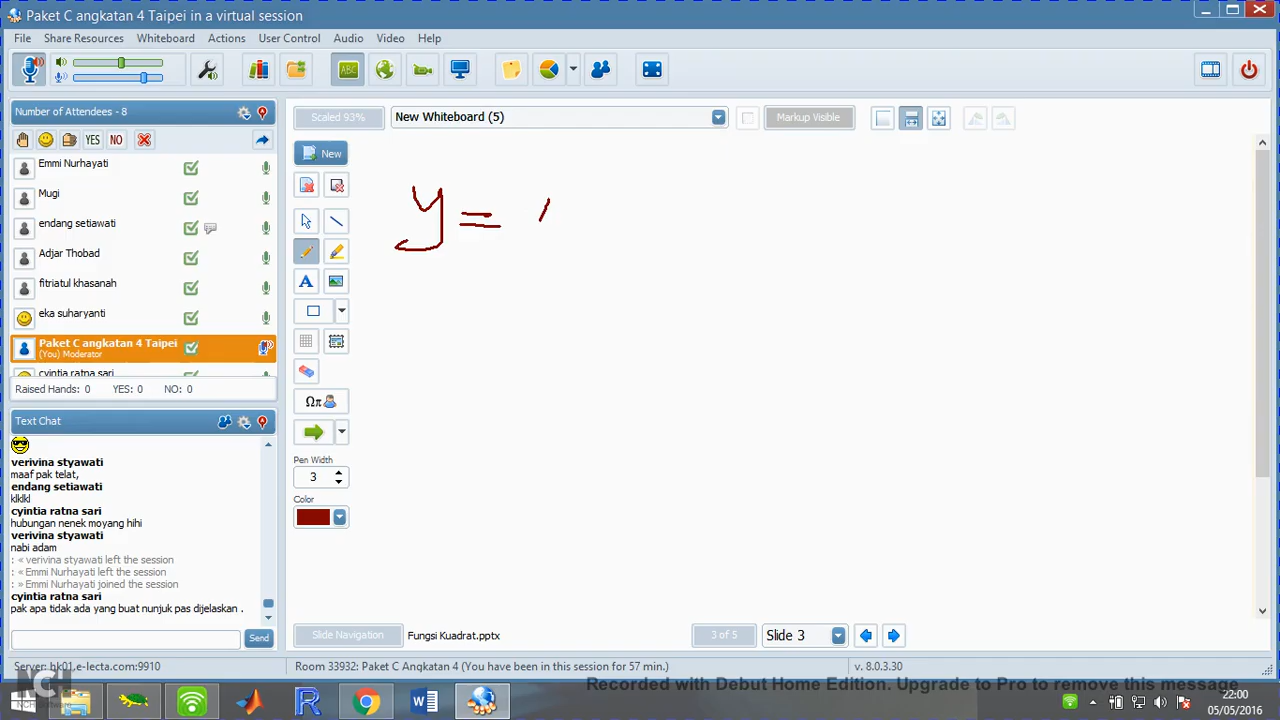 Paket C angkatan 4 Taipei in a virtual session
File Share Resources Whiteboard Actions User Control Audio Video Help
Number of Attendees - 8
YES NO
Emmi Nurhayati
Mugi
endang setiawati
Adjar Thobad
fitriatul khasanah
eka suharyanti
Paket C angkatan 4 Taipei
(You) Moderator
cyintia ratna sari
Raised Hands: 0 YES: 0 NO: 0
Text Chat
verivina styawati
maaf pak telat,
endang setiawati
klklkl
cyintia ratna sari
hubungan nenek moyang hihi
verivina styawati
nabi adam
: « verivina styawati left the session
: « Emmi Nurhayati left the session
: » Emmi Nurhayati joined the session
cyintia ratna sari
pak apa tidak ada yang buat nunjuk pas dijelaskan .
Send
Scaled 93%
New Whiteboard (5)
Markup Visible
New
ABC
A
Ωπ
Pen Width
3
Color
y =
Slide Navigation
Fungsi Kuadrat.pptx
3 of 5
Slide 3
Server: bk01.e-lecta.com:9910
Room 33932: Paket C Angkatan 4 (You have been in this session for 57 min.)
v. 8.0.3.30
Recorded with Debut Home Edition. Upgrade to Pro to remove this message
NCH
22:00
05/05/2016